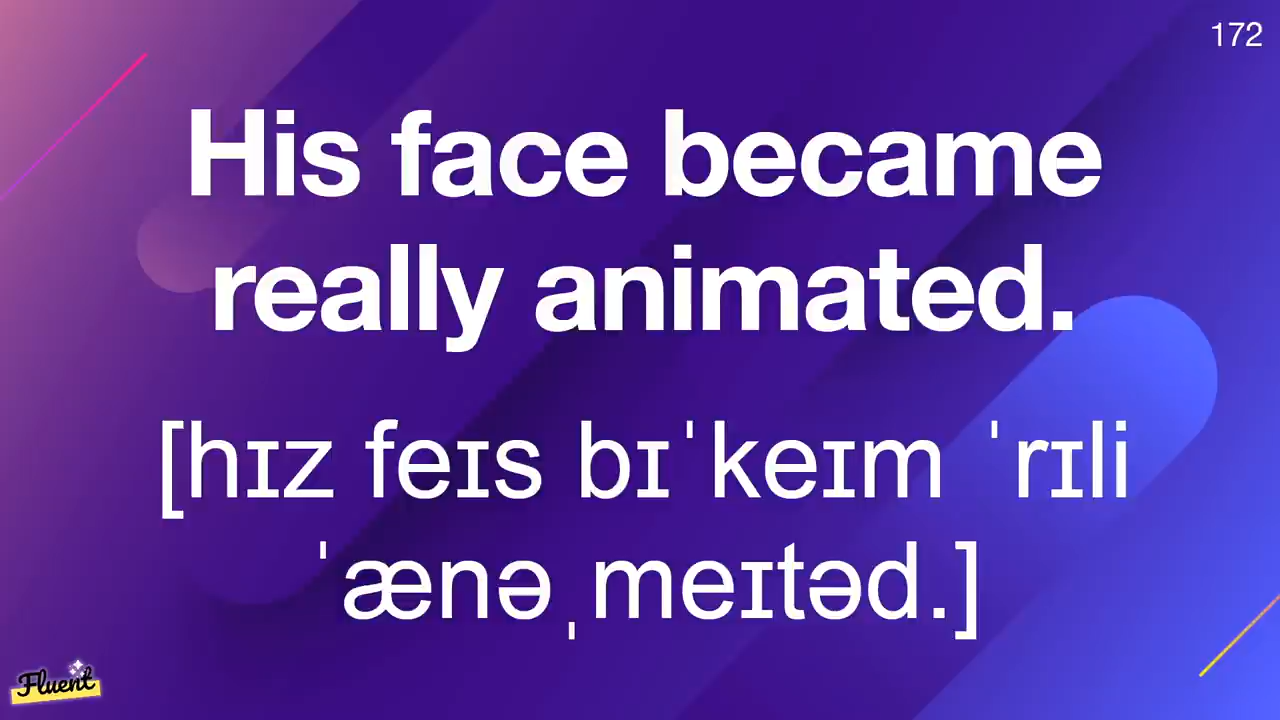 172
His face became
really animated.
[hɪz feɪs bɪˈkeɪm ˈrɪli
ˈænəˌmeɪtəd.]
Fluent